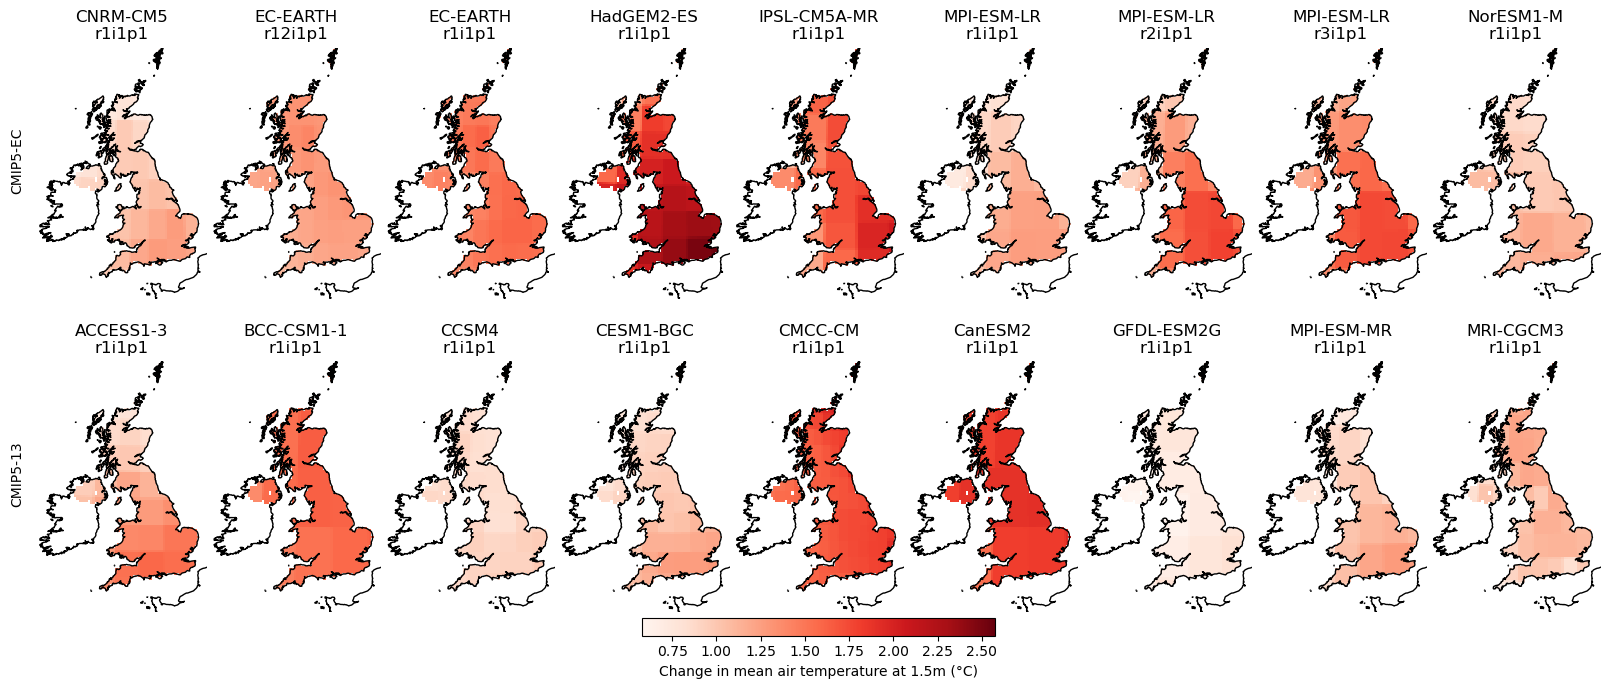 CNRM-CM5
r1i1p1
EC-EARTH
r12i1p1
EC-EARTH
r1i1p1
HadGEM2-ES
r1i1p1
IPSL-CM5A-MR
r1i1p1
MPI-ESM-LR
r1i1p1
MPI-ESM-LR
r2i1p1
MPI-ESM-LR
r3i1p1
NorESM1-M
r1i1p1
CMIP5-EC
ACCESS1-3
r1i1p1
BCC-CSM1-1
r1i1p1
CCSM4
r1i1p1
CESM1-BGC
r1i1p1
CMCC-CM
r1i1p1
CanESM2
r1i1p1
GFDL-ESM2G
r1i1p1
MPI-ESM-MR
r1i1p1
MRI-CGCM3
r1i1p1
CMIP5-13
0.75 1.00 1.25 1.50 1.75 2.00 2.25 2.50
Change in mean air temperature at 1.5m (°C)